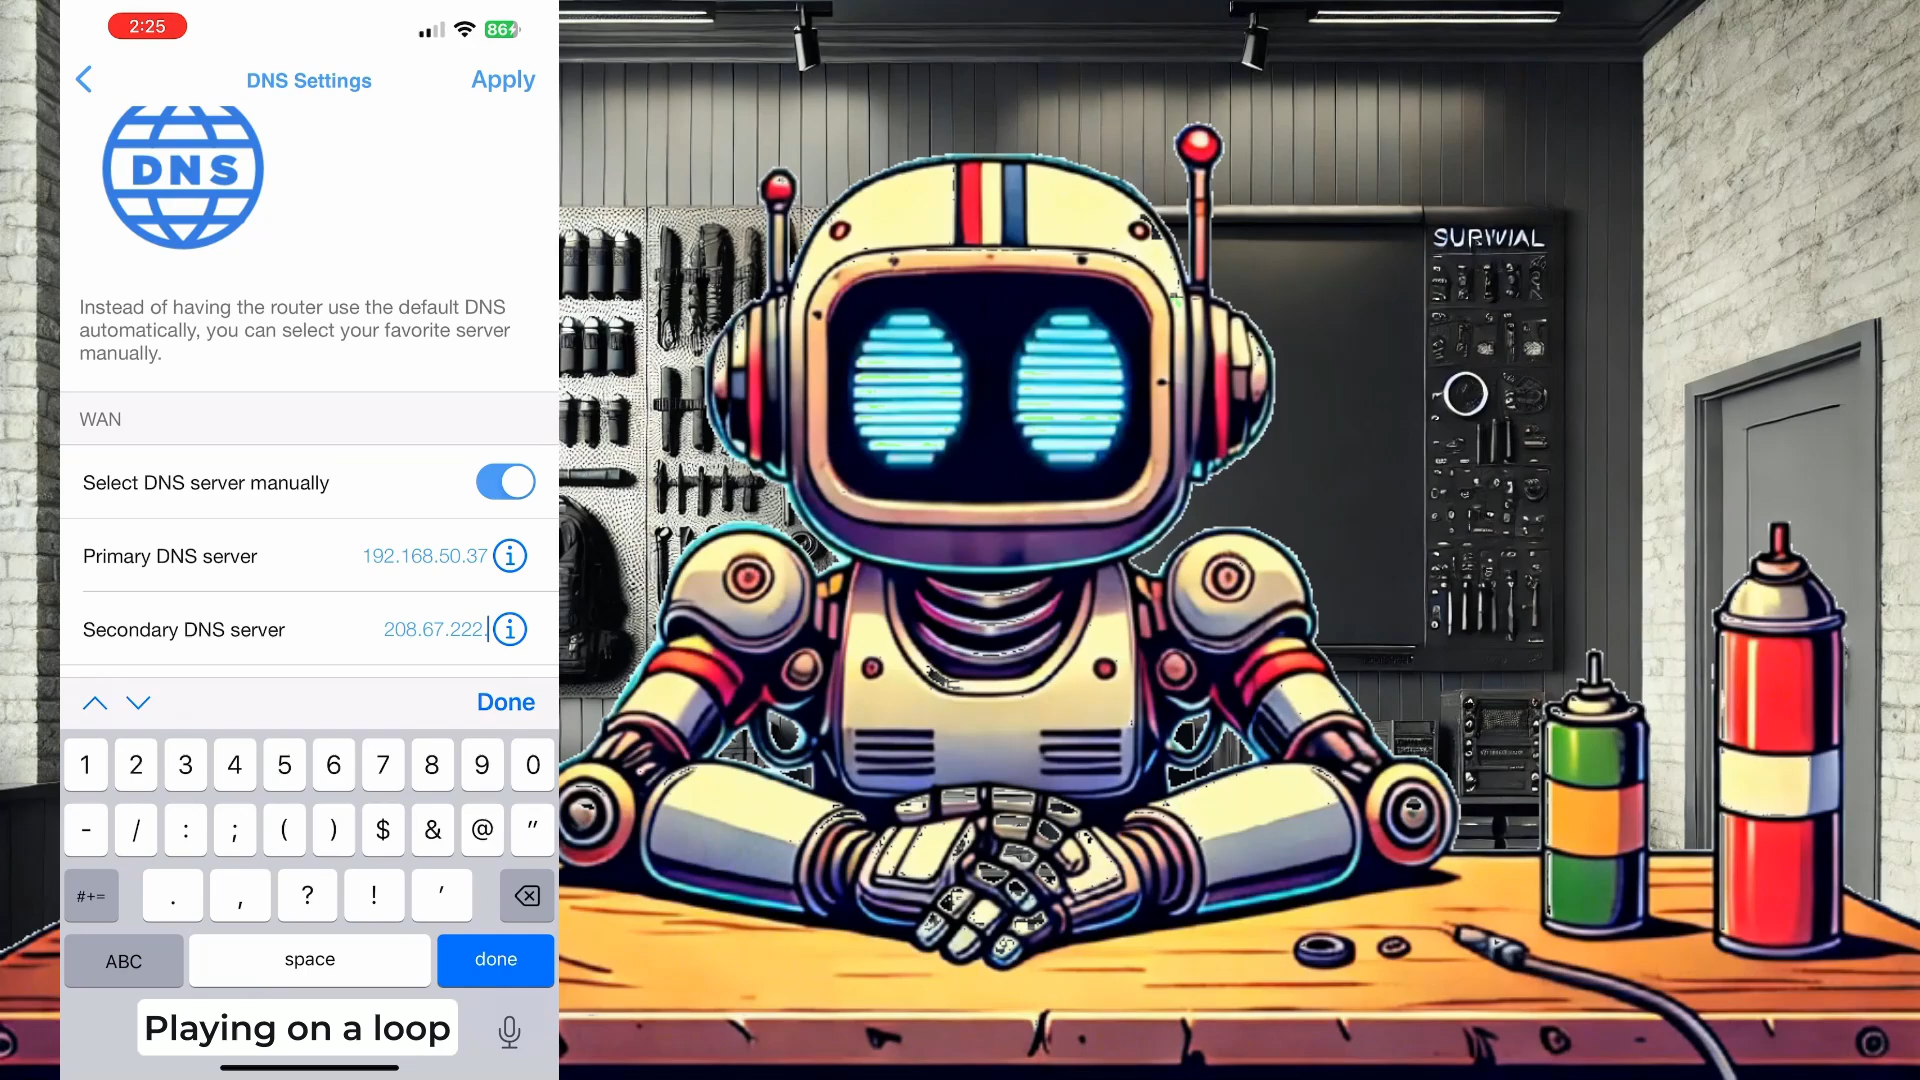 2:25
86
DNS Settings
Apply
DNS
Instead of having the router use the default DNS
automatically, you can select your favorite server
manually.
WAN
Select DNS server manually
Primary DNS server
192.168.50.37
i
Secondary DNS server
208.67.222.
i
Done
1 2 3 4 5 6 7 8 9 0
- / : ; ( ) $ & @ "
#+= . , ? ! '
ABC space done
Playing on a loop
SURVIVAL